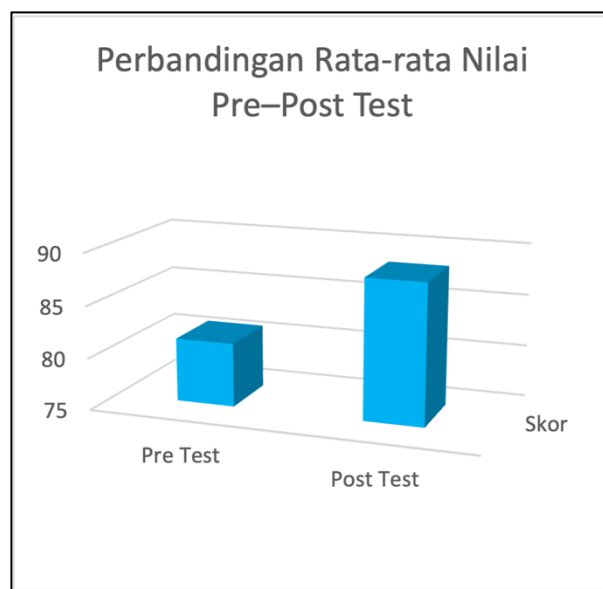 Perbandingan Rata-rata Nilai
Pre–Post Test
90
85
80
75
Pre Test
Post Test
Skor